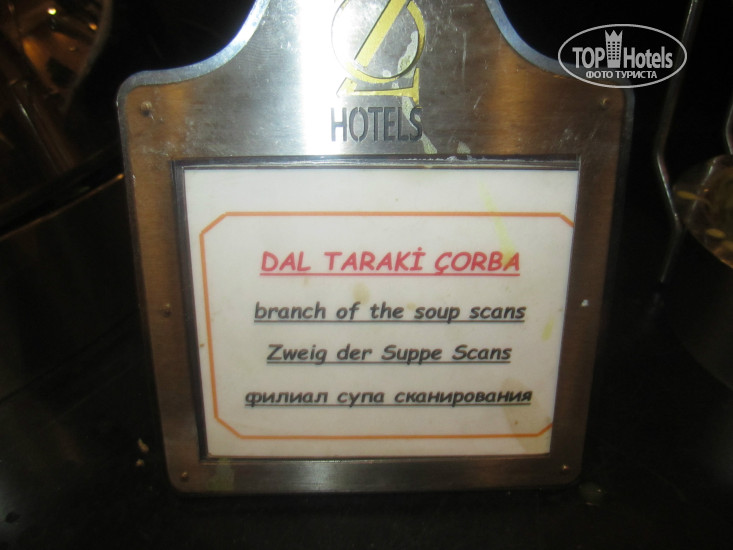 HOTELS
TOP Hotels
ФОТО ТУРИСТА
DAL TARAKİ ÇORBA
branch of the soup scans
Zweig der Suppe Scans
филиал супа сканирования